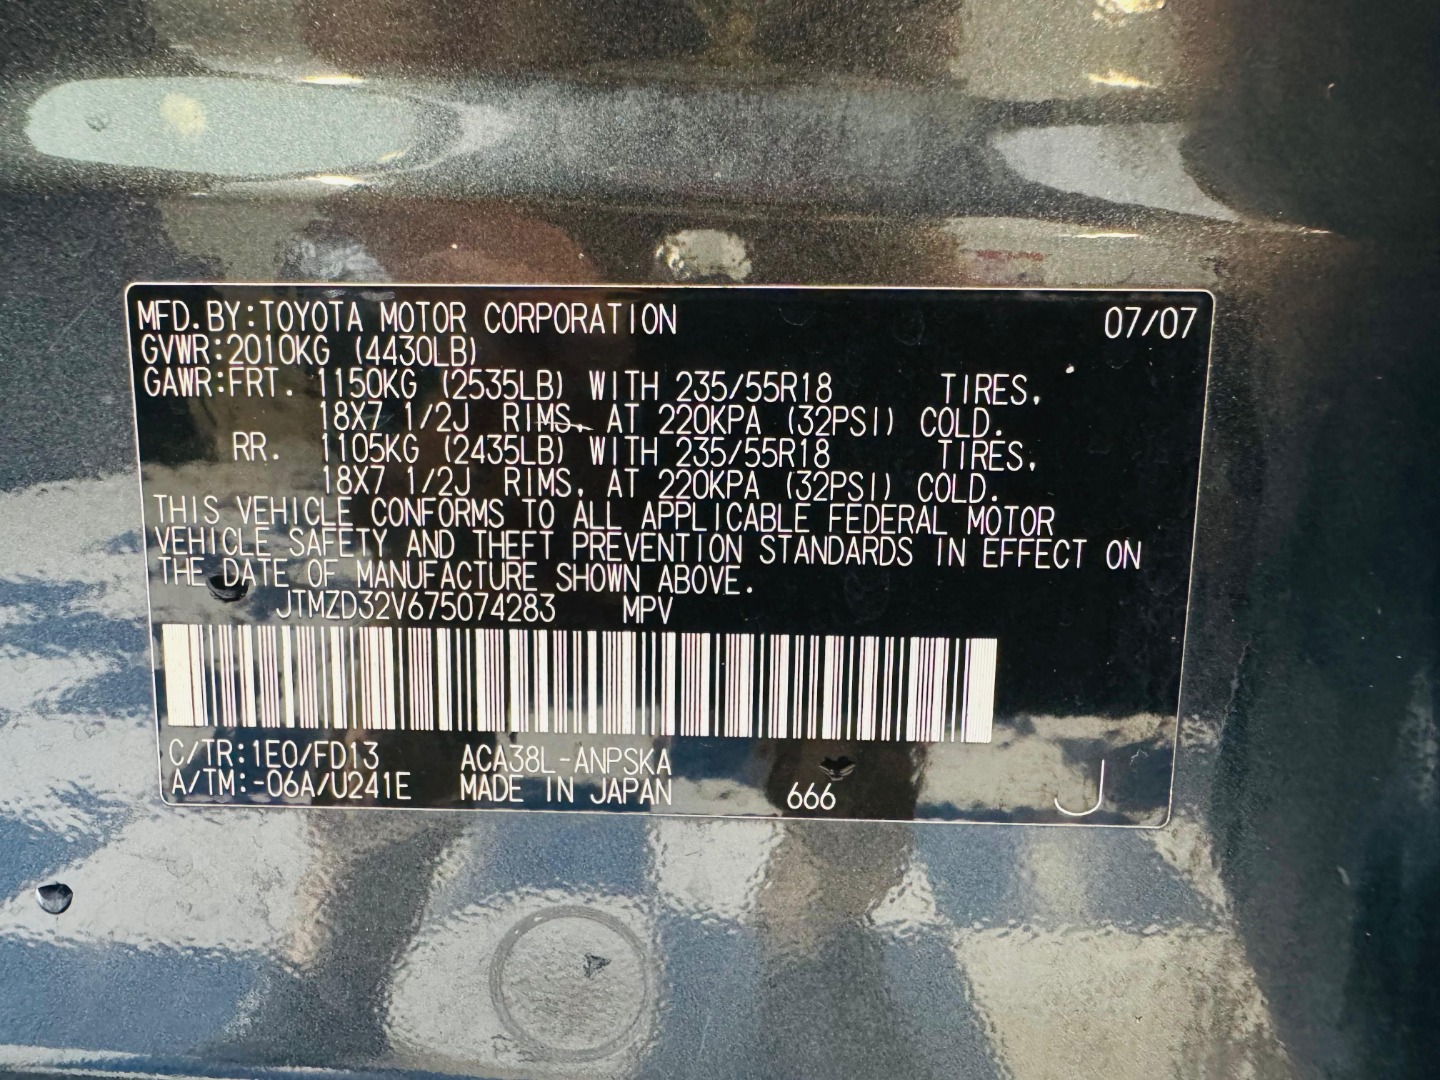 MFD. BY: TOYOTA MOTOR CORPORATION 07/07
GVWR: 2010KG (4430LB)
GAWR: FRT. 1150KG (2535LB) WITH 235/55R18 TIRES,
18X7 1/2J RIMS, AT 220KPA (32PSI) COLD.
RR. 1105KG (2435LB) WITH 235/55R18 TIRES,
18X7 1/2J RIMS, AT 220KPA (32PSI) COLD.
THIS VEHICLE CONFORMS TO ALL APPLICABLE FEDERAL MOTOR
VEHICLE SAFETY AND THEFT PREVENTION STANDARDS IN EFFECT ON
THE DATE OF MANUFACTURE SHOWN ABOVE.
JTMZD32V675074283 MPV
C/TR: 1E0/FD13 ACA38L-ANPSKA
A/TM: -06A/U241E MADE IN JAPAN 666 J